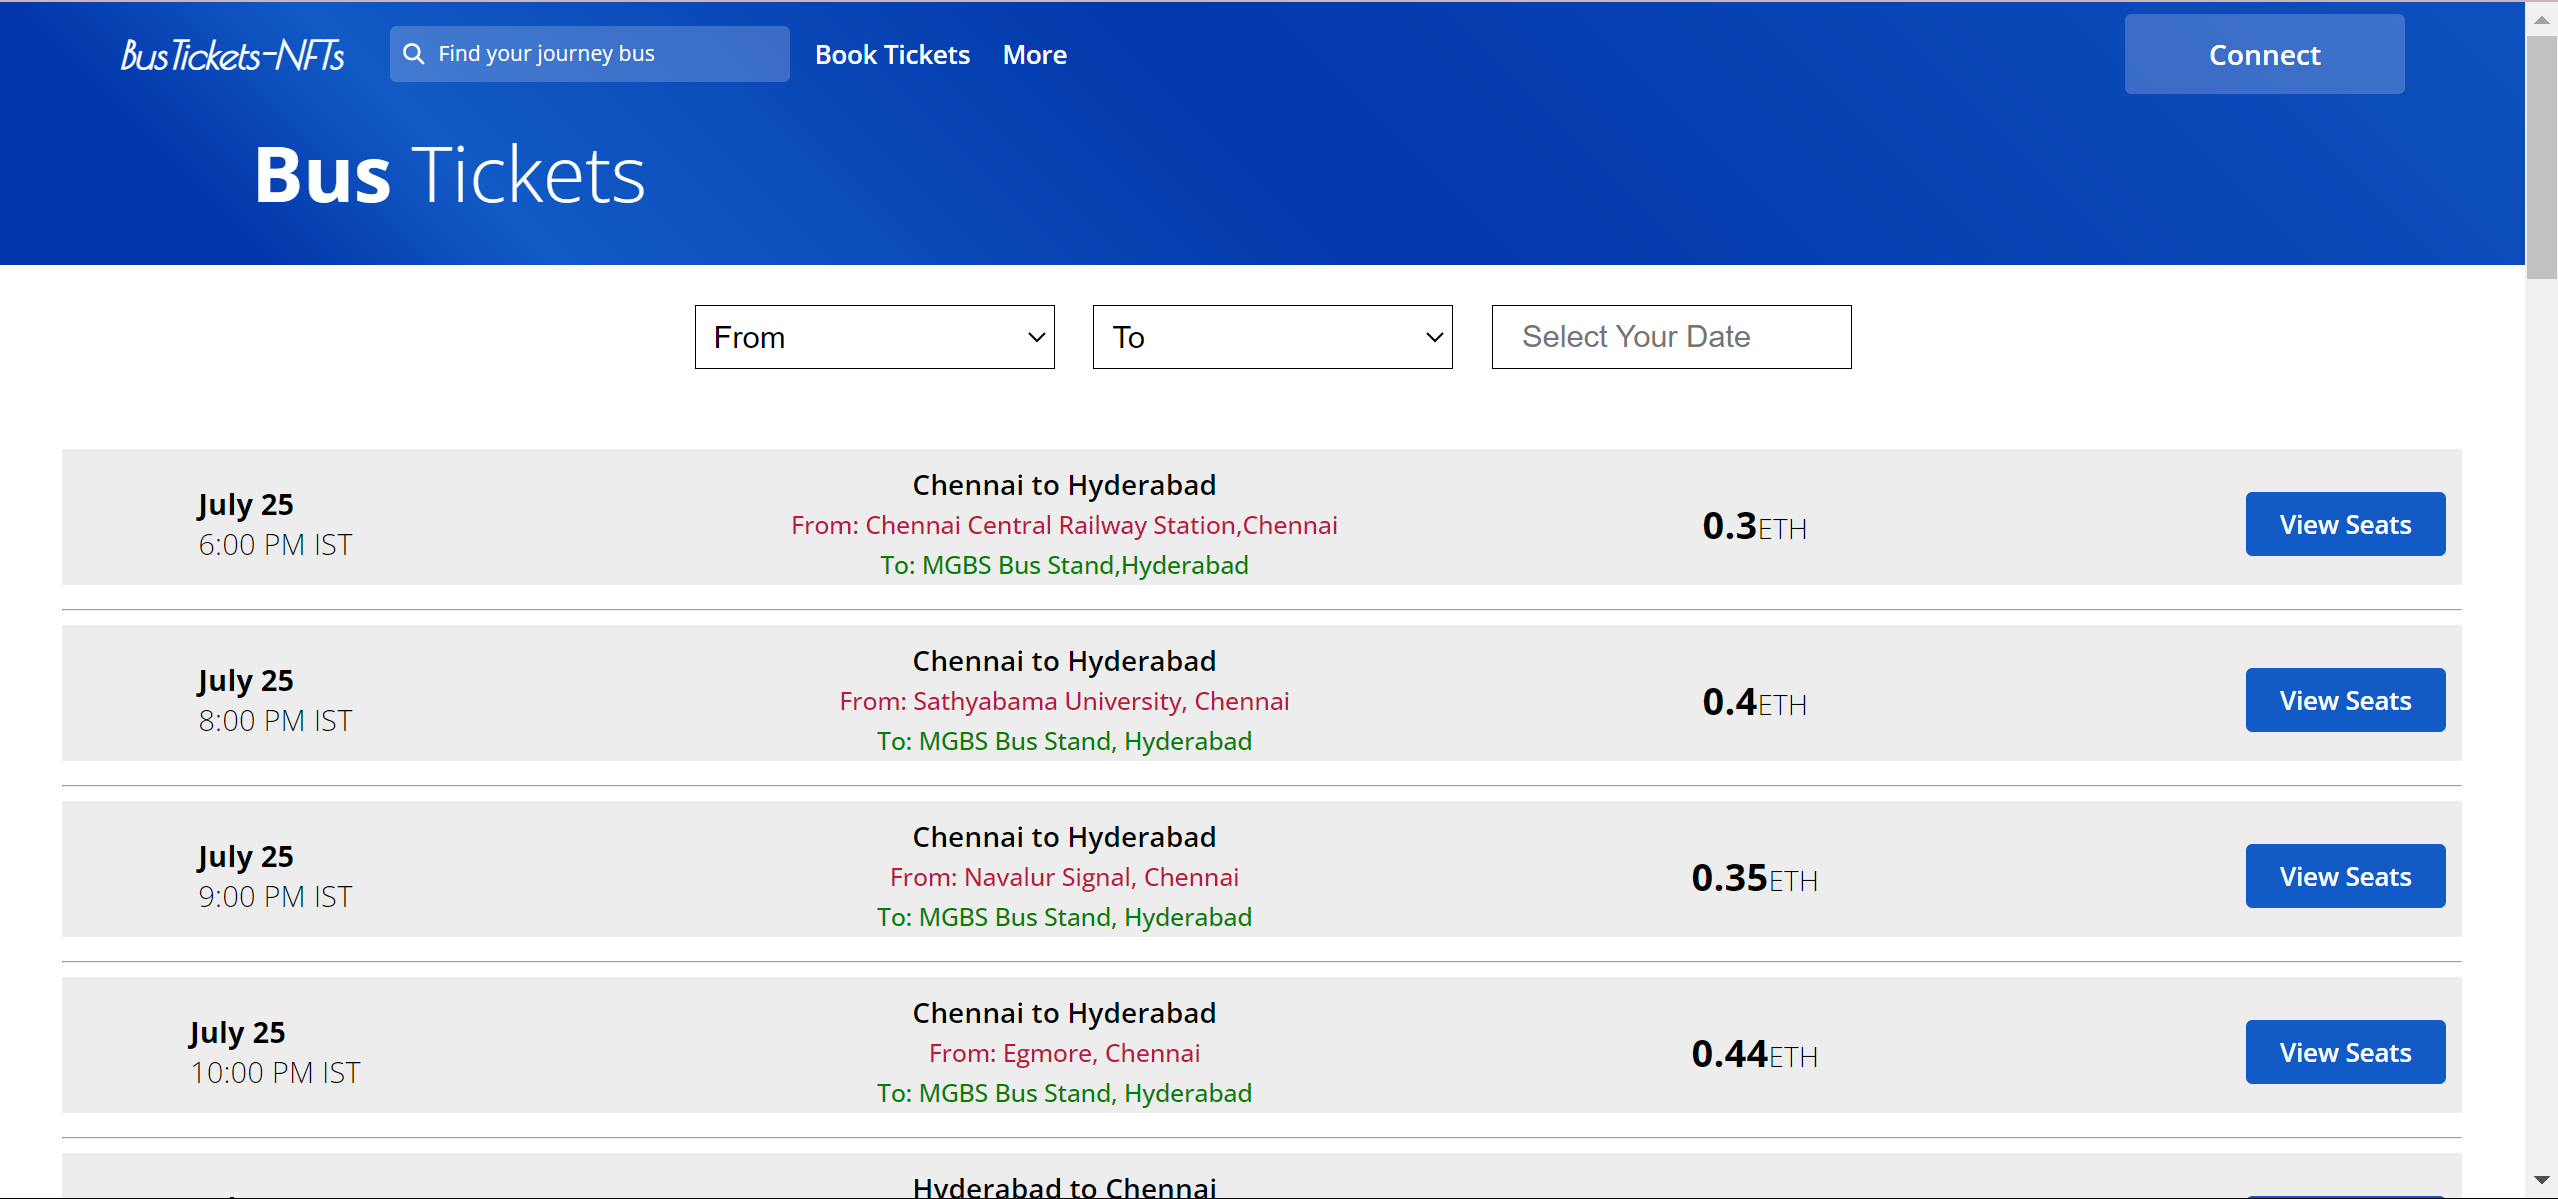 BusTickets-NFTs
Find your journey bus
Book Tickets
More
Connect
Bus Tickets
From
To
Select Your Date
July 25
6:00 PM IST
Chennai to Hyderabad
From: Chennai Central Railway Station,Chennai
To: MGBS Bus Stand,Hyderabad
0.3ETH
View Seats
July 25
8:00 PM IST
Chennai to Hyderabad
From: Sathyabama University, Chennai
To: MGBS Bus Stand, Hyderabad
0.4ETH
View Seats
July 25
9:00 PM IST
Chennai to Hyderabad
From: Navalur Signal, Chennai
To: MGBS Bus Stand, Hyderabad
0.35ETH
View Seats
July 25
10:00 PM IST
Chennai to Hyderabad
From: Egmore, Chennai
To: MGBS Bus Stand, Hyderabad
0.44ETH
View Seats
Hyderabad to Chennai